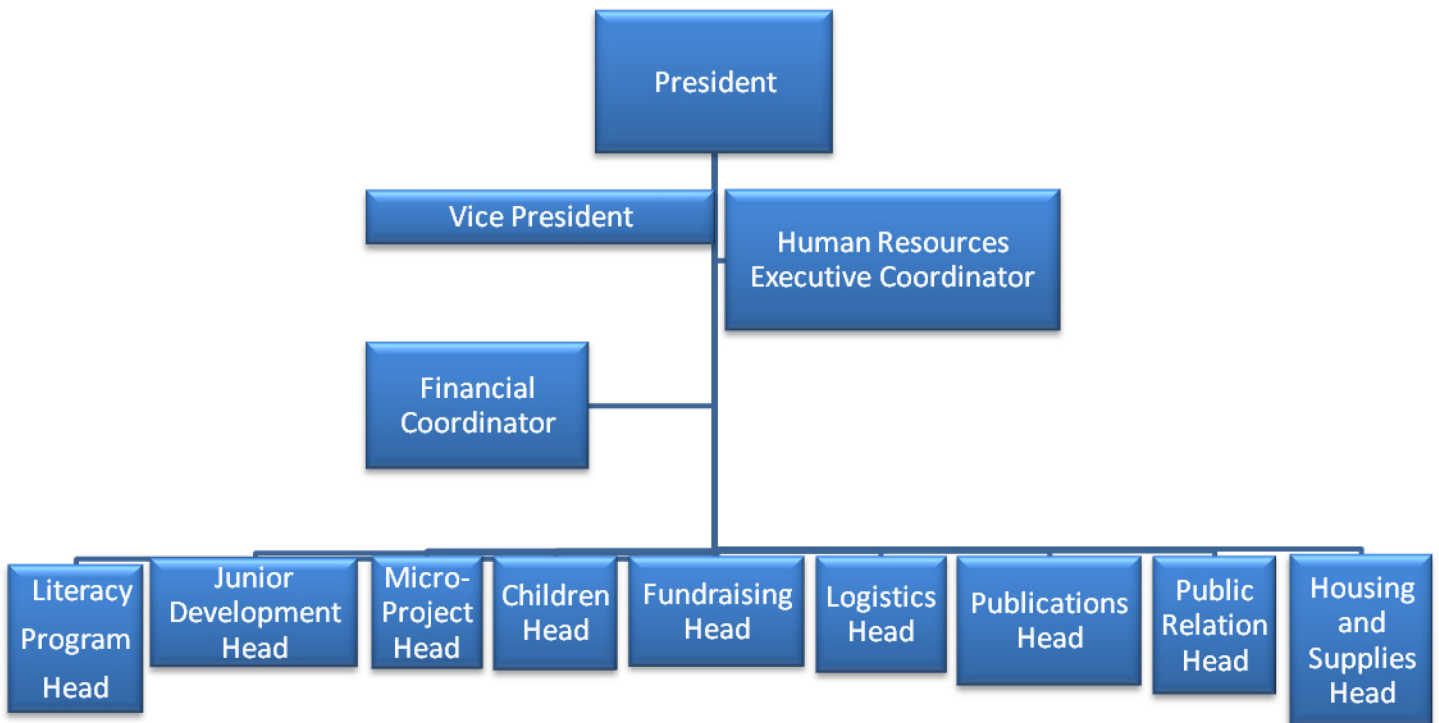 President
Vice President
Human Resources
Executive Coordinator
Financial
Coordinator
Literacy
Program
Head
Junior
Development
Head
Micro-
Project
Head
Children
Head
Fundraising
Head
Logistics
Head
Publications
Head
Public
Relation
Head
Housing
and
Supplies
Head